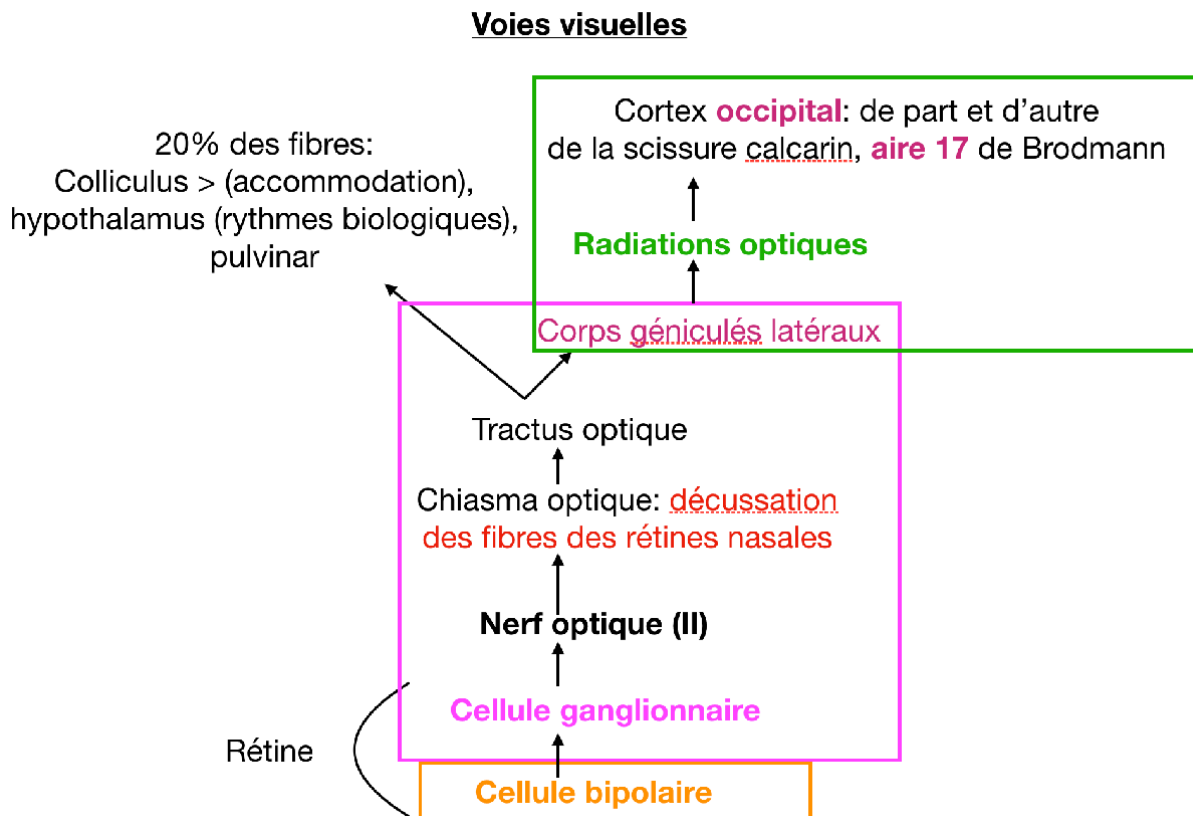 Voies visuelles
Cortex occipital: de part et d'autre
de la scissure calcarin, aire 17 de Brodmann
20% des fibres:
Colliculus > (accommodation),
hypothalamus (rythmes biologiques),
pulvinar
Radiations optiques
Corps géniculés latéraux
Tractus optique
Chiasma optique: décussation
des fibres des rétines nasales
Nerf optique (II)
Cellule ganglionnaire
Rétine
Cellule bipolaire